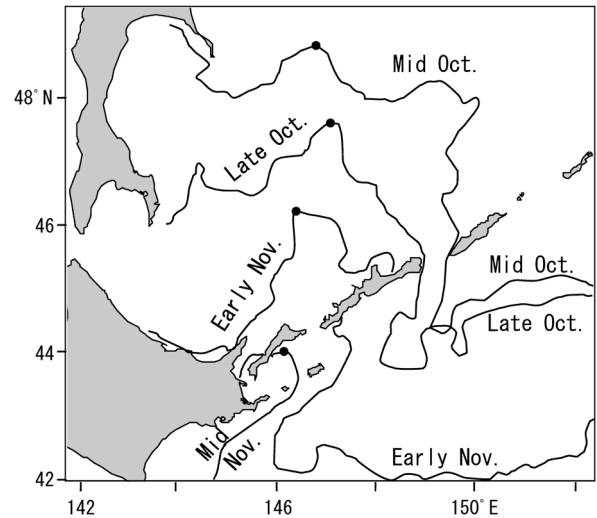 48°N
Mid Oct.
Late Oct.
46
Early Nov.
Mid Oct.
Late Oct.
44
Mid
Nov.
Early Nov.
42
142
146
150°E